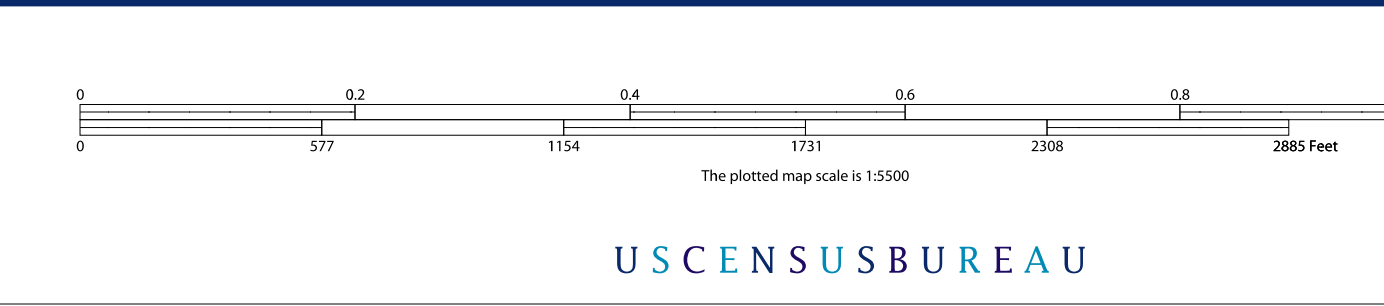 0 0.2 0.4 0.6 0.8
0 577 1154 1731 2308 2885 Feet
The plotted map scale is 1:5500
USCENSUSBUREAU